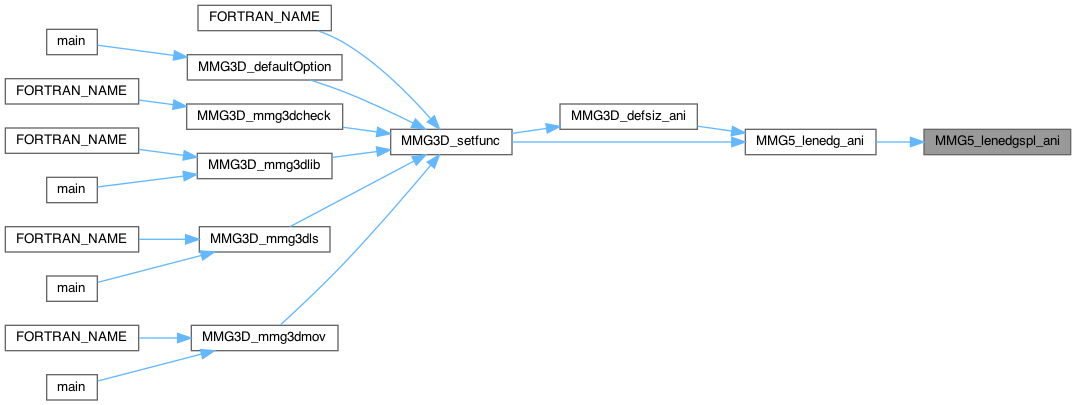 FORTRAN_NAME
main
MMG3D_defaultOption
FORTRAN_NAME
MMG3D_mmg3dcheck
MMG3D_defsiz_ani
FORTRAN_NAME
MMG3D_setfunc
MMG5_lenedg_ani
MMG5_lenedgspl_ani
MMG3D_mmg3dlib
main
FORTRAN_NAME
MMG3D_mmg3dls
main
FORTRAN_NAME
MMG3D_mmg3dmov
main